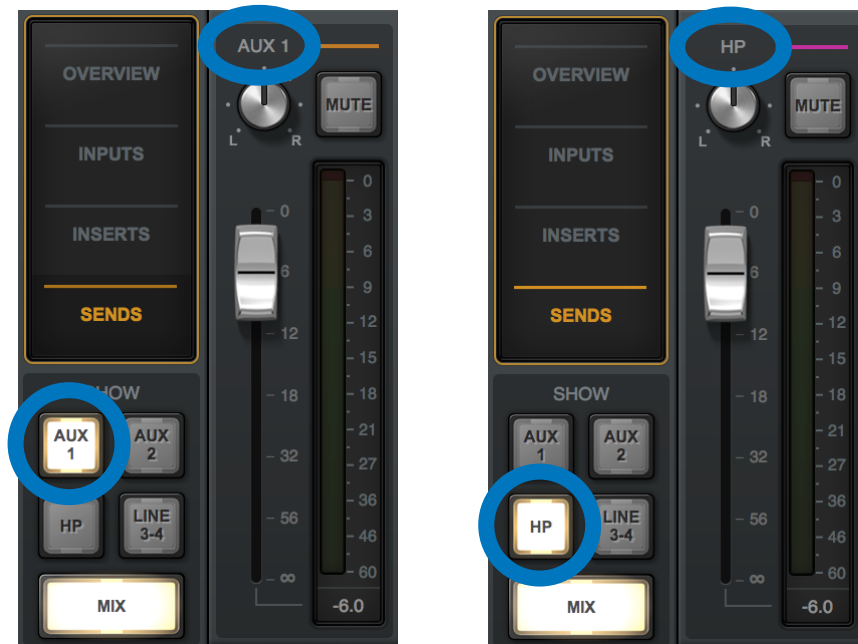 OVERVIEW
INPUTS
INSERTS
SENDS
SHOW
AUX 1
AUX 2
HP
LINE 3-4
MIX
AUX 1
L R
MUTE
0
6
12
18
32
56
∞
0
3
6
9
12
15
18
21
27
36
46
60
-6.0
OVERVIEW
INPUTS
INSERTS
SENDS
SHOW
AUX 1
AUX 2
HP
LINE 3-4
MIX
HP
L R
MUTE
0
6
12
18
32
56
∞
0
3
6
9
12
15
18
21
27
36
46
60
-6.0